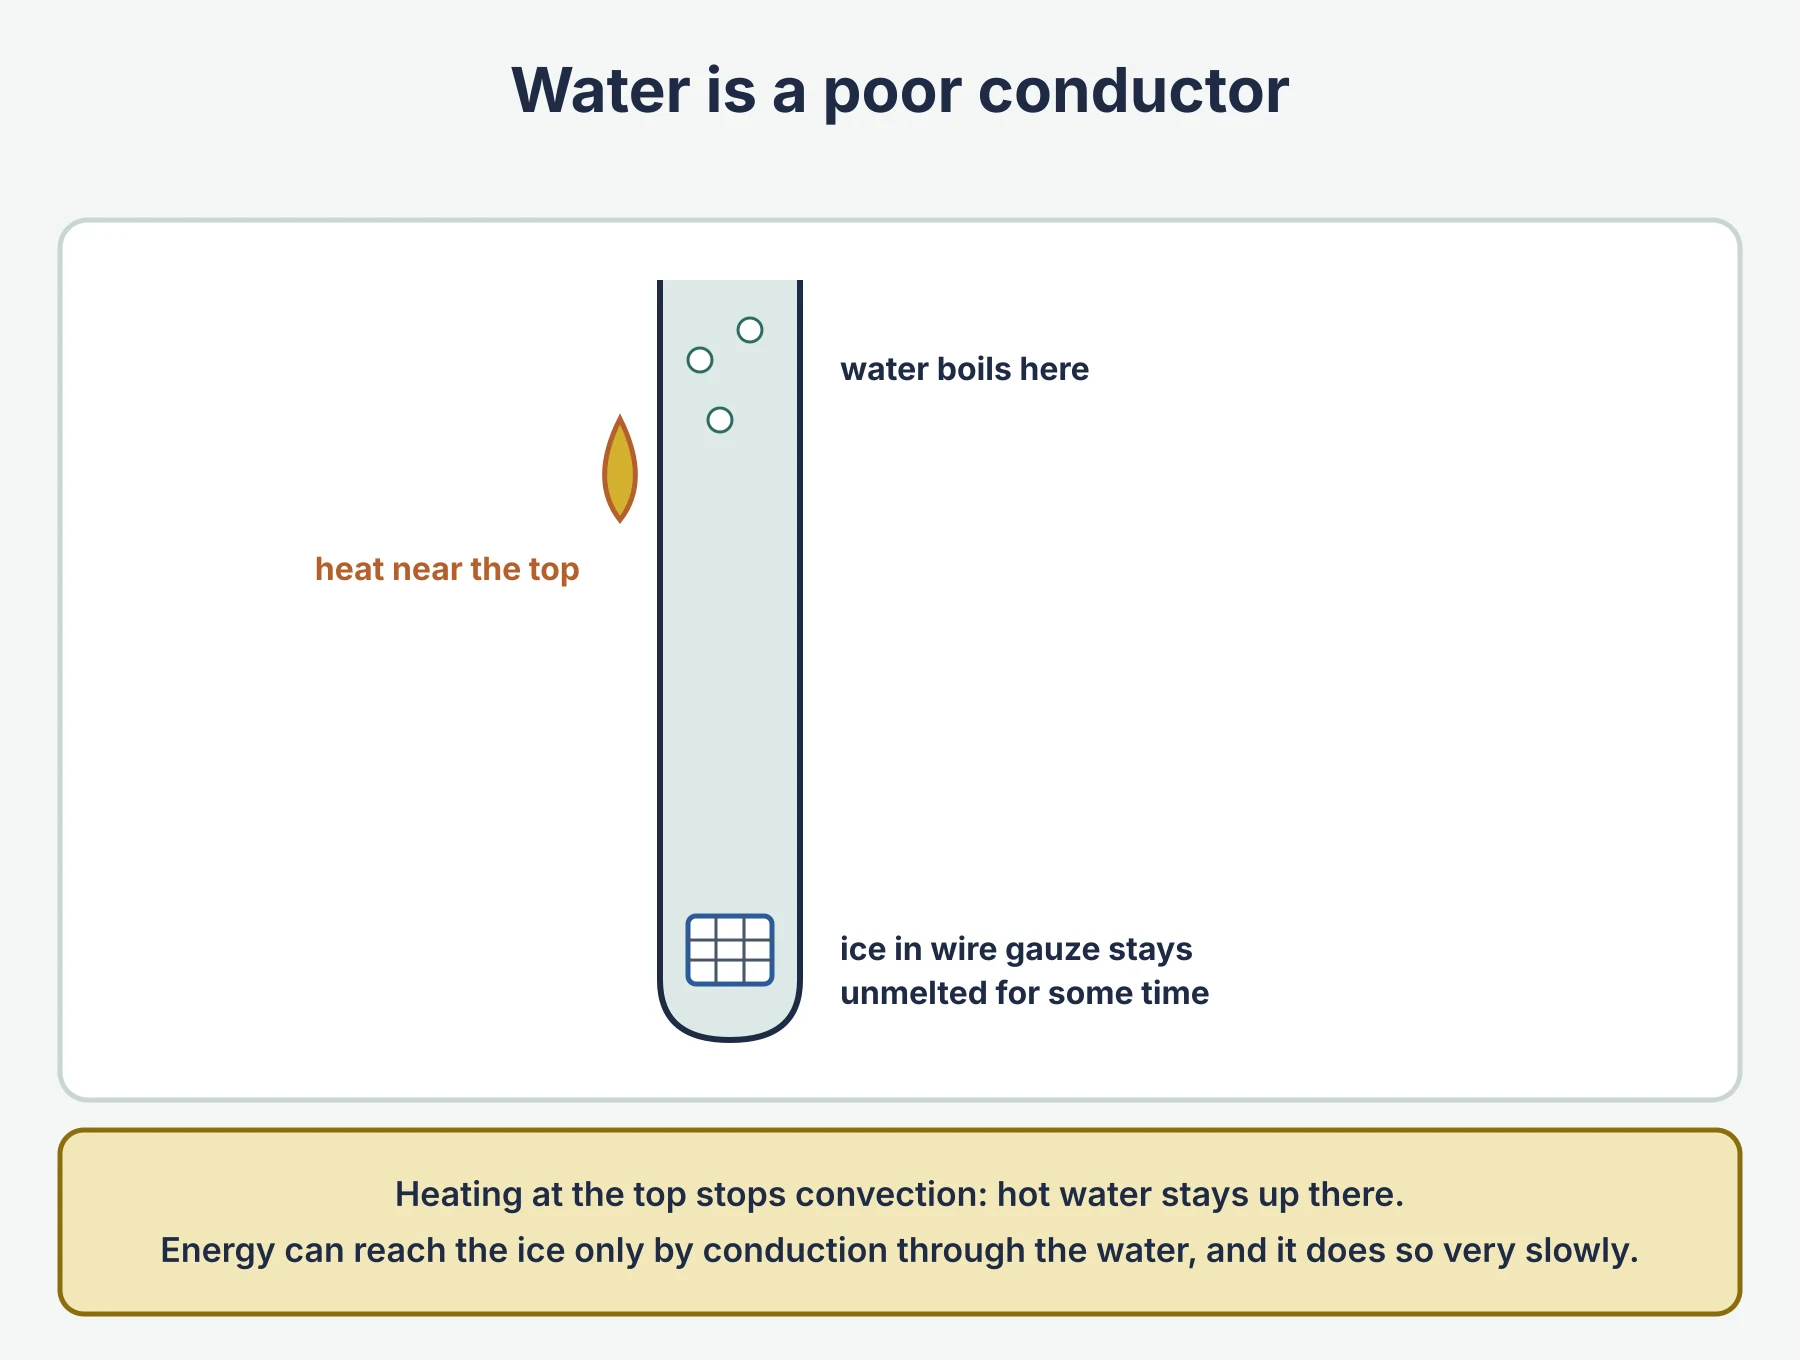 Water is a poor conductor
water boils here
heat near the top
ice in wire gauze stays
unmelted for some time
Heating at the top stops convection: hot water stays up there.
Energy can reach the ice only by conduction through the water, and it does so very slowly.